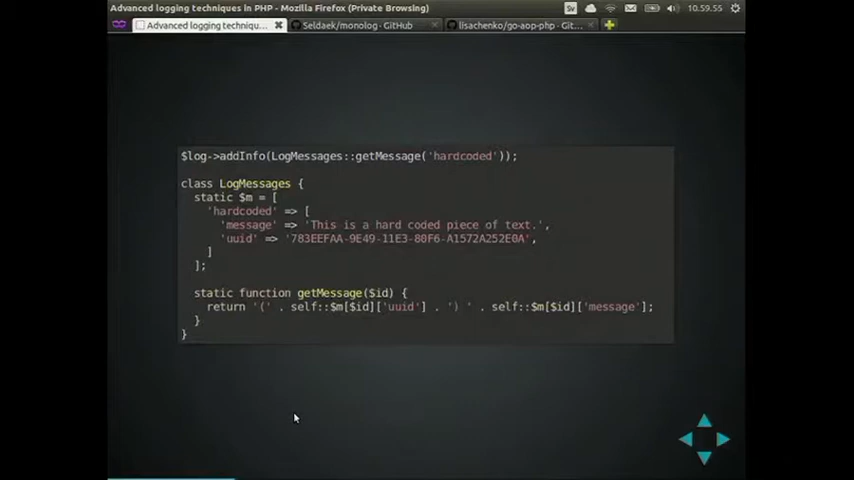 Advanced logging techniques in PHP - Mozilla Firefox (Private Browsing)
Sv
10.59.55
Advanced logging techniqu...
Seldaek/monolog · GitHub
lisachenko/go-aop-php · Git...
$log->addInfo(LogMessages::getMessage('hardcoded'));
class LogMessages {
static $m = [
'hardcoded' => [
'message' => 'This is a hard coded piece of text.',
'uuid' => '783EEFAA-9E49-11E3-80F6-A1572A252E0A',
]
];
static function getMessage($id) {
return '(' . self::$m[$id]['uuid'] . ') ' . self::$m[$id]['message'];
}
}